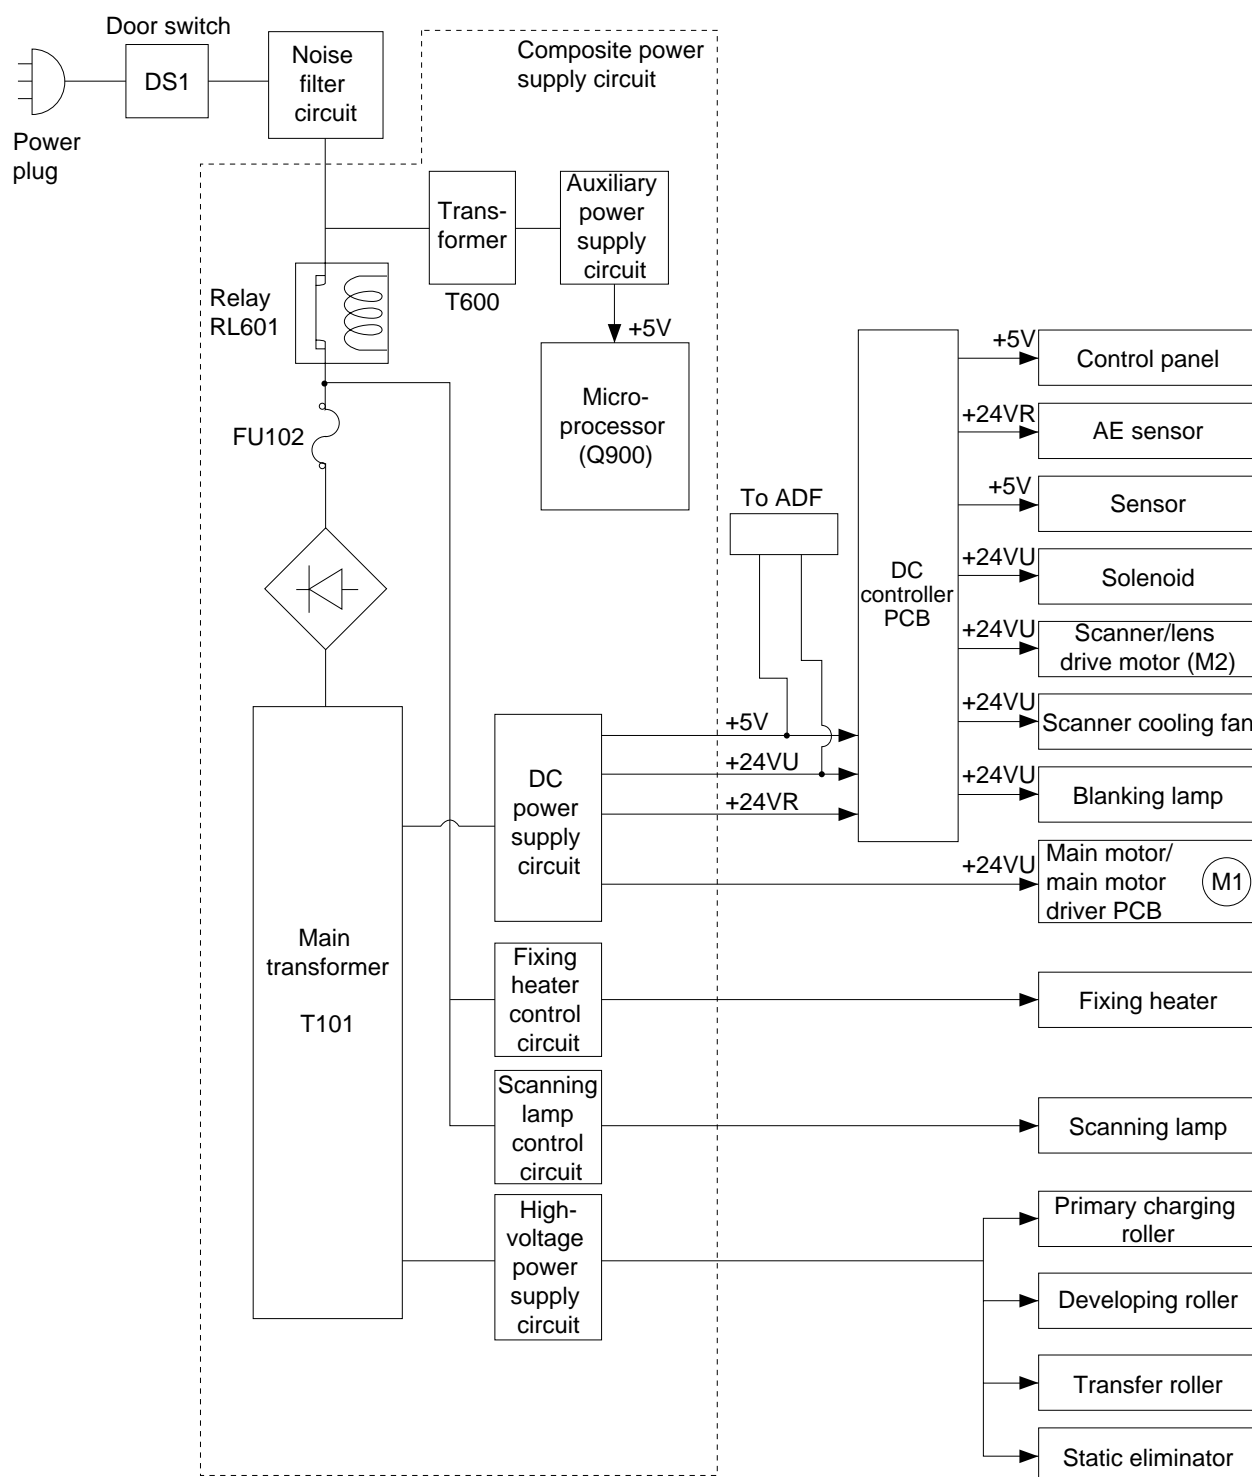 Door switch
DS1
Power
plug
Noise
filter
circuit
Composite power
supply circuit
Trans-
former
T600
Auxiliary
power
supply
circuit
+5V
Relay
RL601
Micro-
processor
(Q900)
FU102
To ADF
DC
controller
PCB
+5V
Control panel
+24VR
AE sensor
+5V
Sensor
+24VU
Solenoid
+24VU
Scanner/lens
drive motor (M2)
+24VU
Scanner cooling fan
+24VU
Blanking lamp
+24VU
Main motor/
main motor
driver PCB
M1
DC
power
supply
circuit
+5V
+24VU
+24VR
Main
transformer
T101
Fixing
heater
control
circuit
Fixing heater
Scanning
lamp
control
circuit
Scanning lamp
High-
voltage
power
supply
circuit
Primary charging
roller
Developing roller
Transfer roller
Static eliminator